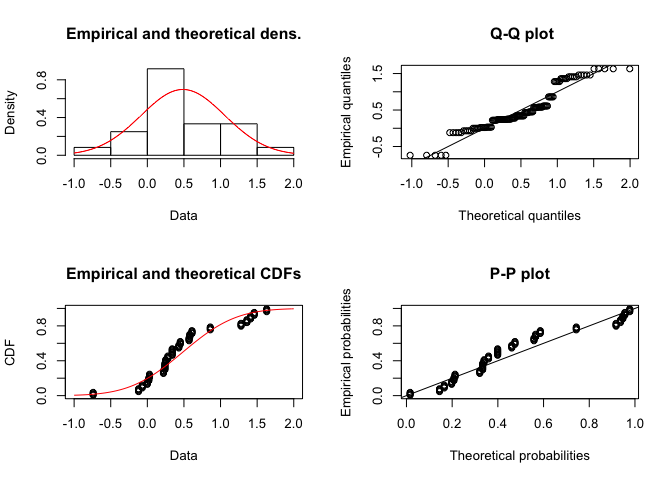 Empirical and theoretical dens.
Density
0.0 0.4 0.8
-1.0 -0.5 0.0 0.5 1.0 1.5 2.0
Data
Q-Q plot
Empirical quantiles
-0.5 0.5 1.5
-1.0 -0.5 0.0 0.5 1.0 1.5 2.0
Theoretical quantiles
Empirical and theoretical CDFs
CDF
0.0 0.4 0.8
-1.0 -0.5 0.0 0.5 1.0 1.5 2.0
Data
P-P plot
Empirical probabilities
0.0 0.4 0.8
0.0 0.2 0.4 0.6 0.8 1.0
Theoretical probabilities